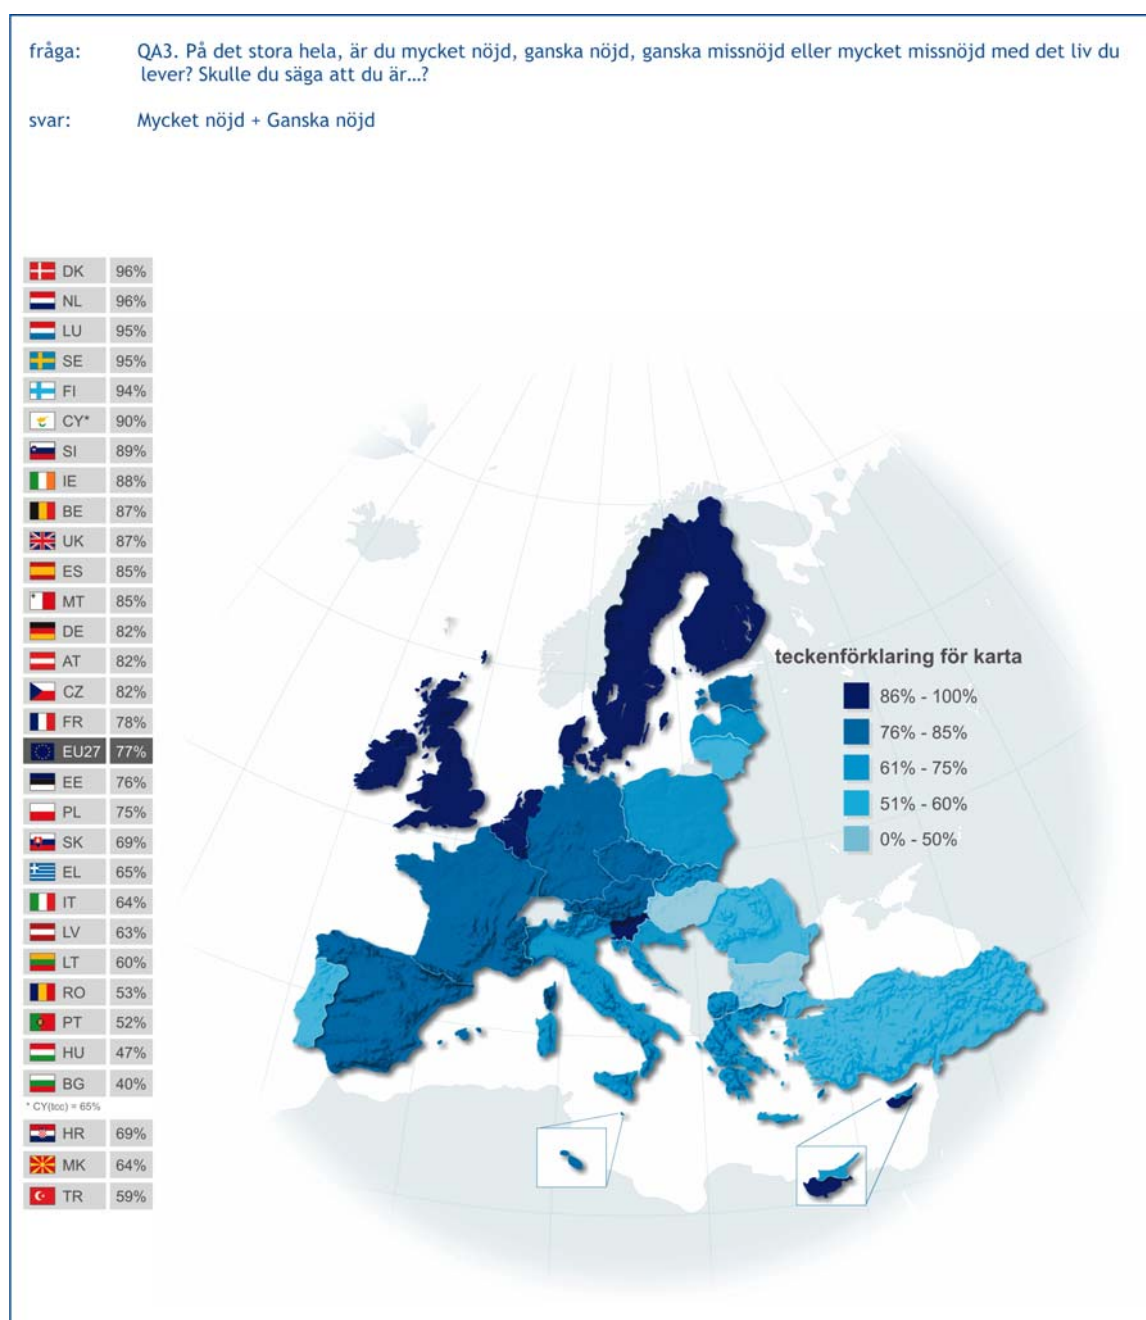 fråga: QA3. På det stora hela, är du mycket nöjd, ganska nöjd, ganska missnöjd eller mycket missnöjd med det liv du
lever? Skulle du säga att du är...?
svar: Mycket nöjd + Ganska nöjd
DK 96%
NL 96%
LU 95%
SE 95%
FI 94%
CY* 90%
SI 89%
IE 88%
BE 87%
UK 87%
ES 85%
MT 85%
DE 82%
AT 82%
CZ 82%
FR 78%
EU27 77%
EE 76%
PL 75%
SK 69%
EL 65%
IT 64%
LV 63%
LT 60%
RO 53%
PT 52%
HU 47%
BG 40%
* CY(tcc) = 65%
HR 69%
MK 64%
TR 59%
teckenförklaring för karta
86% - 100%
76% - 85%
61% - 75%
51% - 60%
0% - 50%